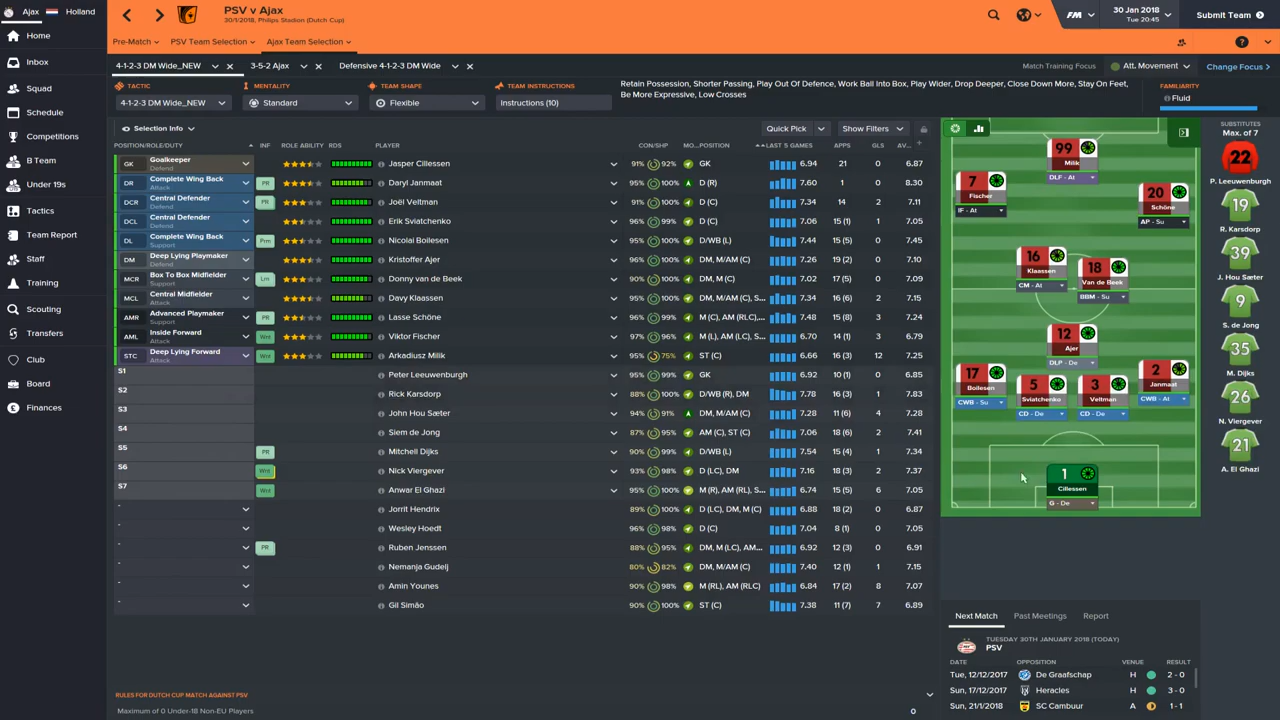 Ajax Holland
Home
Inbox
Squad
Schedule
Competitions
B Team
Under 19s
Tactics
Team Report
Staff
Training
Scouting
Transfers
Club
Board
Finances
PSV v Ajax
30/1/2018, Philips Stadion (Dutch Cup)
FM
30 Jan 2018
Tue 20:45
Submit Team
Pre-Match
PSV Team Selection
Ajax Team Selection
?
4-1-2-3 DM Wide_NEW
3-5-2 Ajax
Defensive 4-1-2-3 DM Wide
Match Training Focus
Att. Movement
Change Focus >
TACTIC
4-1-2-3 DM Wide_NEW
MENTALITY
Standard
TEAM SHAPE
Flexible
TEAM INSTRUCTIONS
Instructions (10)
Retain Possession, Shorter Passing, Play Out Of Defence, Work Ball Into Box, Play Wider, Drop Deeper, Close Down More, Stay On Feet,
Be More Expressive, Low Crosses
FAMILIARITY
Fluid
Selection Info
Quick Pick
Show Filters
POSITION/ROLE/DUTY INF ROLE ABILITY RDS PLAYER CON/SHP MO... POSITION LAST 5 GAMES APPS GLS AV...
GK Goalkeeper Defend Jasper Cillessen 91% 92% GK 6.94 21 0 6.87
DR Complete Wing Back Attack PR Daryl Janmaat 95% 100% D (R) 7.60 1 0 8.30
DCR Central Defender Defend PR Joël Veltman 91% 100% D (C) 7.34 14 2 7.11
DCL Central Defender Defend Erik Sviatchenko 96% 100% D (C) 7.06 15 (1) 1 7.05
DL Complete Wing Back Support Frm Nicolai Boilesen 95% 100% D/WB (L) 7.44 15 (5) 0 7.45
DM Deep Lying Playmaker Defend Kristoffer Ajer 96% 100% DM, M/AM (C) 7.26 19 (2) 0 7.10
MCR Box To Box Midfielder Support Lrn Donny van de Beek 95% 100% DM, M (C) 7.02 17 (5) 0 7.09
MCL Central Midfielder Attack Davy Klaassen 95% 100% DM, M/AM (C), S... 7.34 16 (6) 2 7.15
AMR Advanced Playmaker Support PR Lasse Schöne 96% 99% M (C), AM (RLC), ... 7.48 15 (8) 3 7.24
AML Inside Forward Attack Wnt Viktor Fischer 97% 96% M (L), AM (RL), S... 6.70 14 (1) 3 6.79
STC Deep Lying Forward Attack Wnt Arkadiusz Milik 95% 75% ST (C) 6.66 16 (3) 12 7.25
S1 Peter Leeuwenburgh 95% 99% GK 6.92 10 (1) 0 6.85
S2 Rick Karsdorp 90% 100% D/WB (R), DM 7.78 16 (3) 1 7.83
S3 John Hou Sæter 94% 91% DM, M/AM (C) 7.28 11 (6) 4 7.28
S4 Siem de Jong 87% 95% AM (C), ST (C) 7.06 18 (6) 2 7.41
S5 PR Mitchell Dijks 90% 99% D/WB (L) 7.54 15 (4) 1 7.34
S6 Wnt Nick Viergever 93% 98% D (LC), DM 7.16 18 (3) 2 7.37
S7 Wnt Anwar El Ghazi 90% 100% M (R), AM (RL), S... 6.74 15 (5) 6 7.05
- Jorrit Hendrix 89% 100% D (LC), DM, M (C) 6.88 18 (2) 0 6.87
- Wesley Hoedt 96% 98% D (C) 7.04 8 (1) 0 7.05
- PR Ruben Jenssen 88% 95% DM, M (LC), AM... 6.92 12 (3) 0 6.91
- Nemanja Gudelj 80% 82% DM, M/AM (C) 7.40 12 (1) 1 7.15
- Amin Younes 90% 98% M (RL), AM (RLC) 6.84 17 (2) 8 7.07
- Gil Simão 90% 100% ST (C) 7.38 11 (7) 7 6.89
RULES FOR DUTCH CUP MATCH AGAINST PSV
Maximum of 0 Under-18 Non-EU Players 0
99
Milik
DLF - At
7
Fischer
IF - At
20
Schöne
AP - Su
16
Klaassen
CM - At
18
Van de Beek
BBM - Su
12
Ajer
DLP - De
17
Boilesen
CWB - Su
5
Sviatchenko
CD - De
3
Veltman
CD - De
2
Janmaat
CWB - At
1
Cillessen
G - De
SUBSTITUTES
Max. of 7
22
P. Leeuwenburgh
19
R. Karsdorp
39
J. Hou Sæter
9
S. de Jong
35
M. Dijks
26
N. Viergever
21
A. El Ghazi
Next Match
Past Meetings
Report
TUESDAY 30TH JANUARY 2018 (TODAY)
PSV
DATE OPPOSITION VENUE RESULT
Tue, 12/12/2017 De Graafschap H 2 - 0
Sun, 17/12/2017 Heracles H 3 - 0
Sun, 21/1/2018 SC Cambuur A 1 - 1